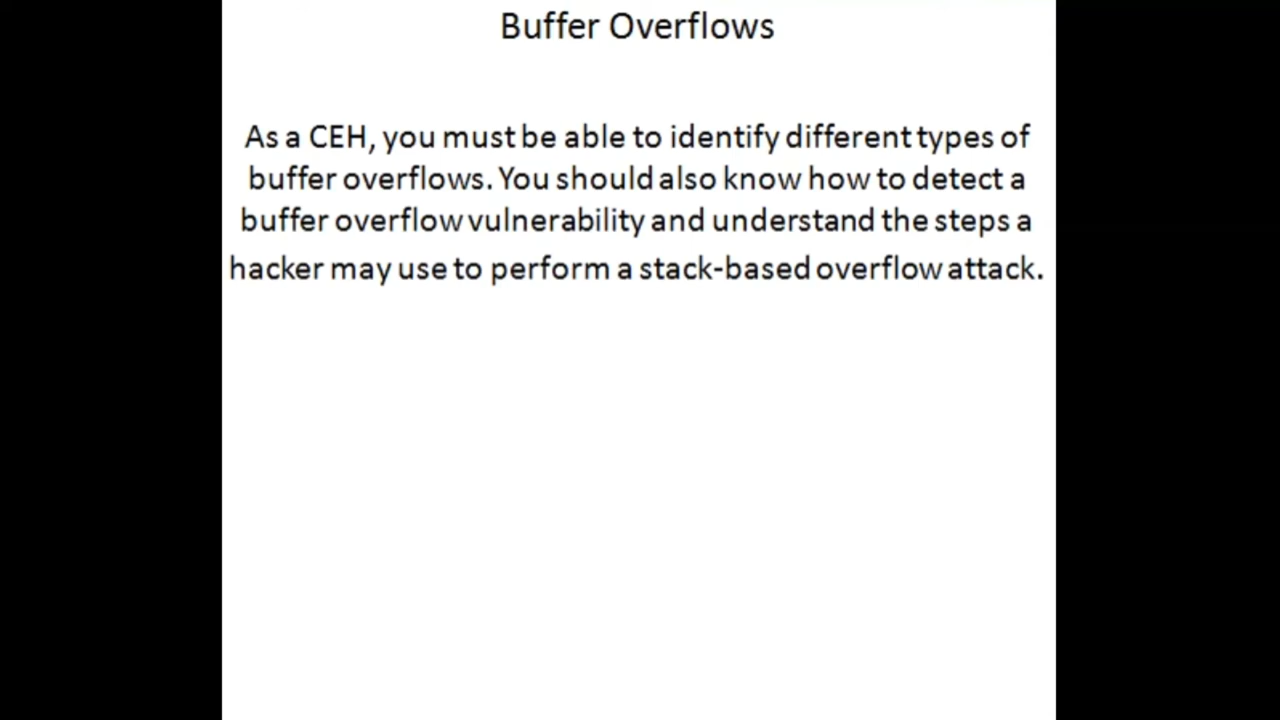 Buffer Overflows
As a CEH, you must be able to identify different types of
buffer overflows. You should also know how to detect a
buffer overflow vulnerability and understand the steps a
hacker may use to perform a stack-based overflow attack.